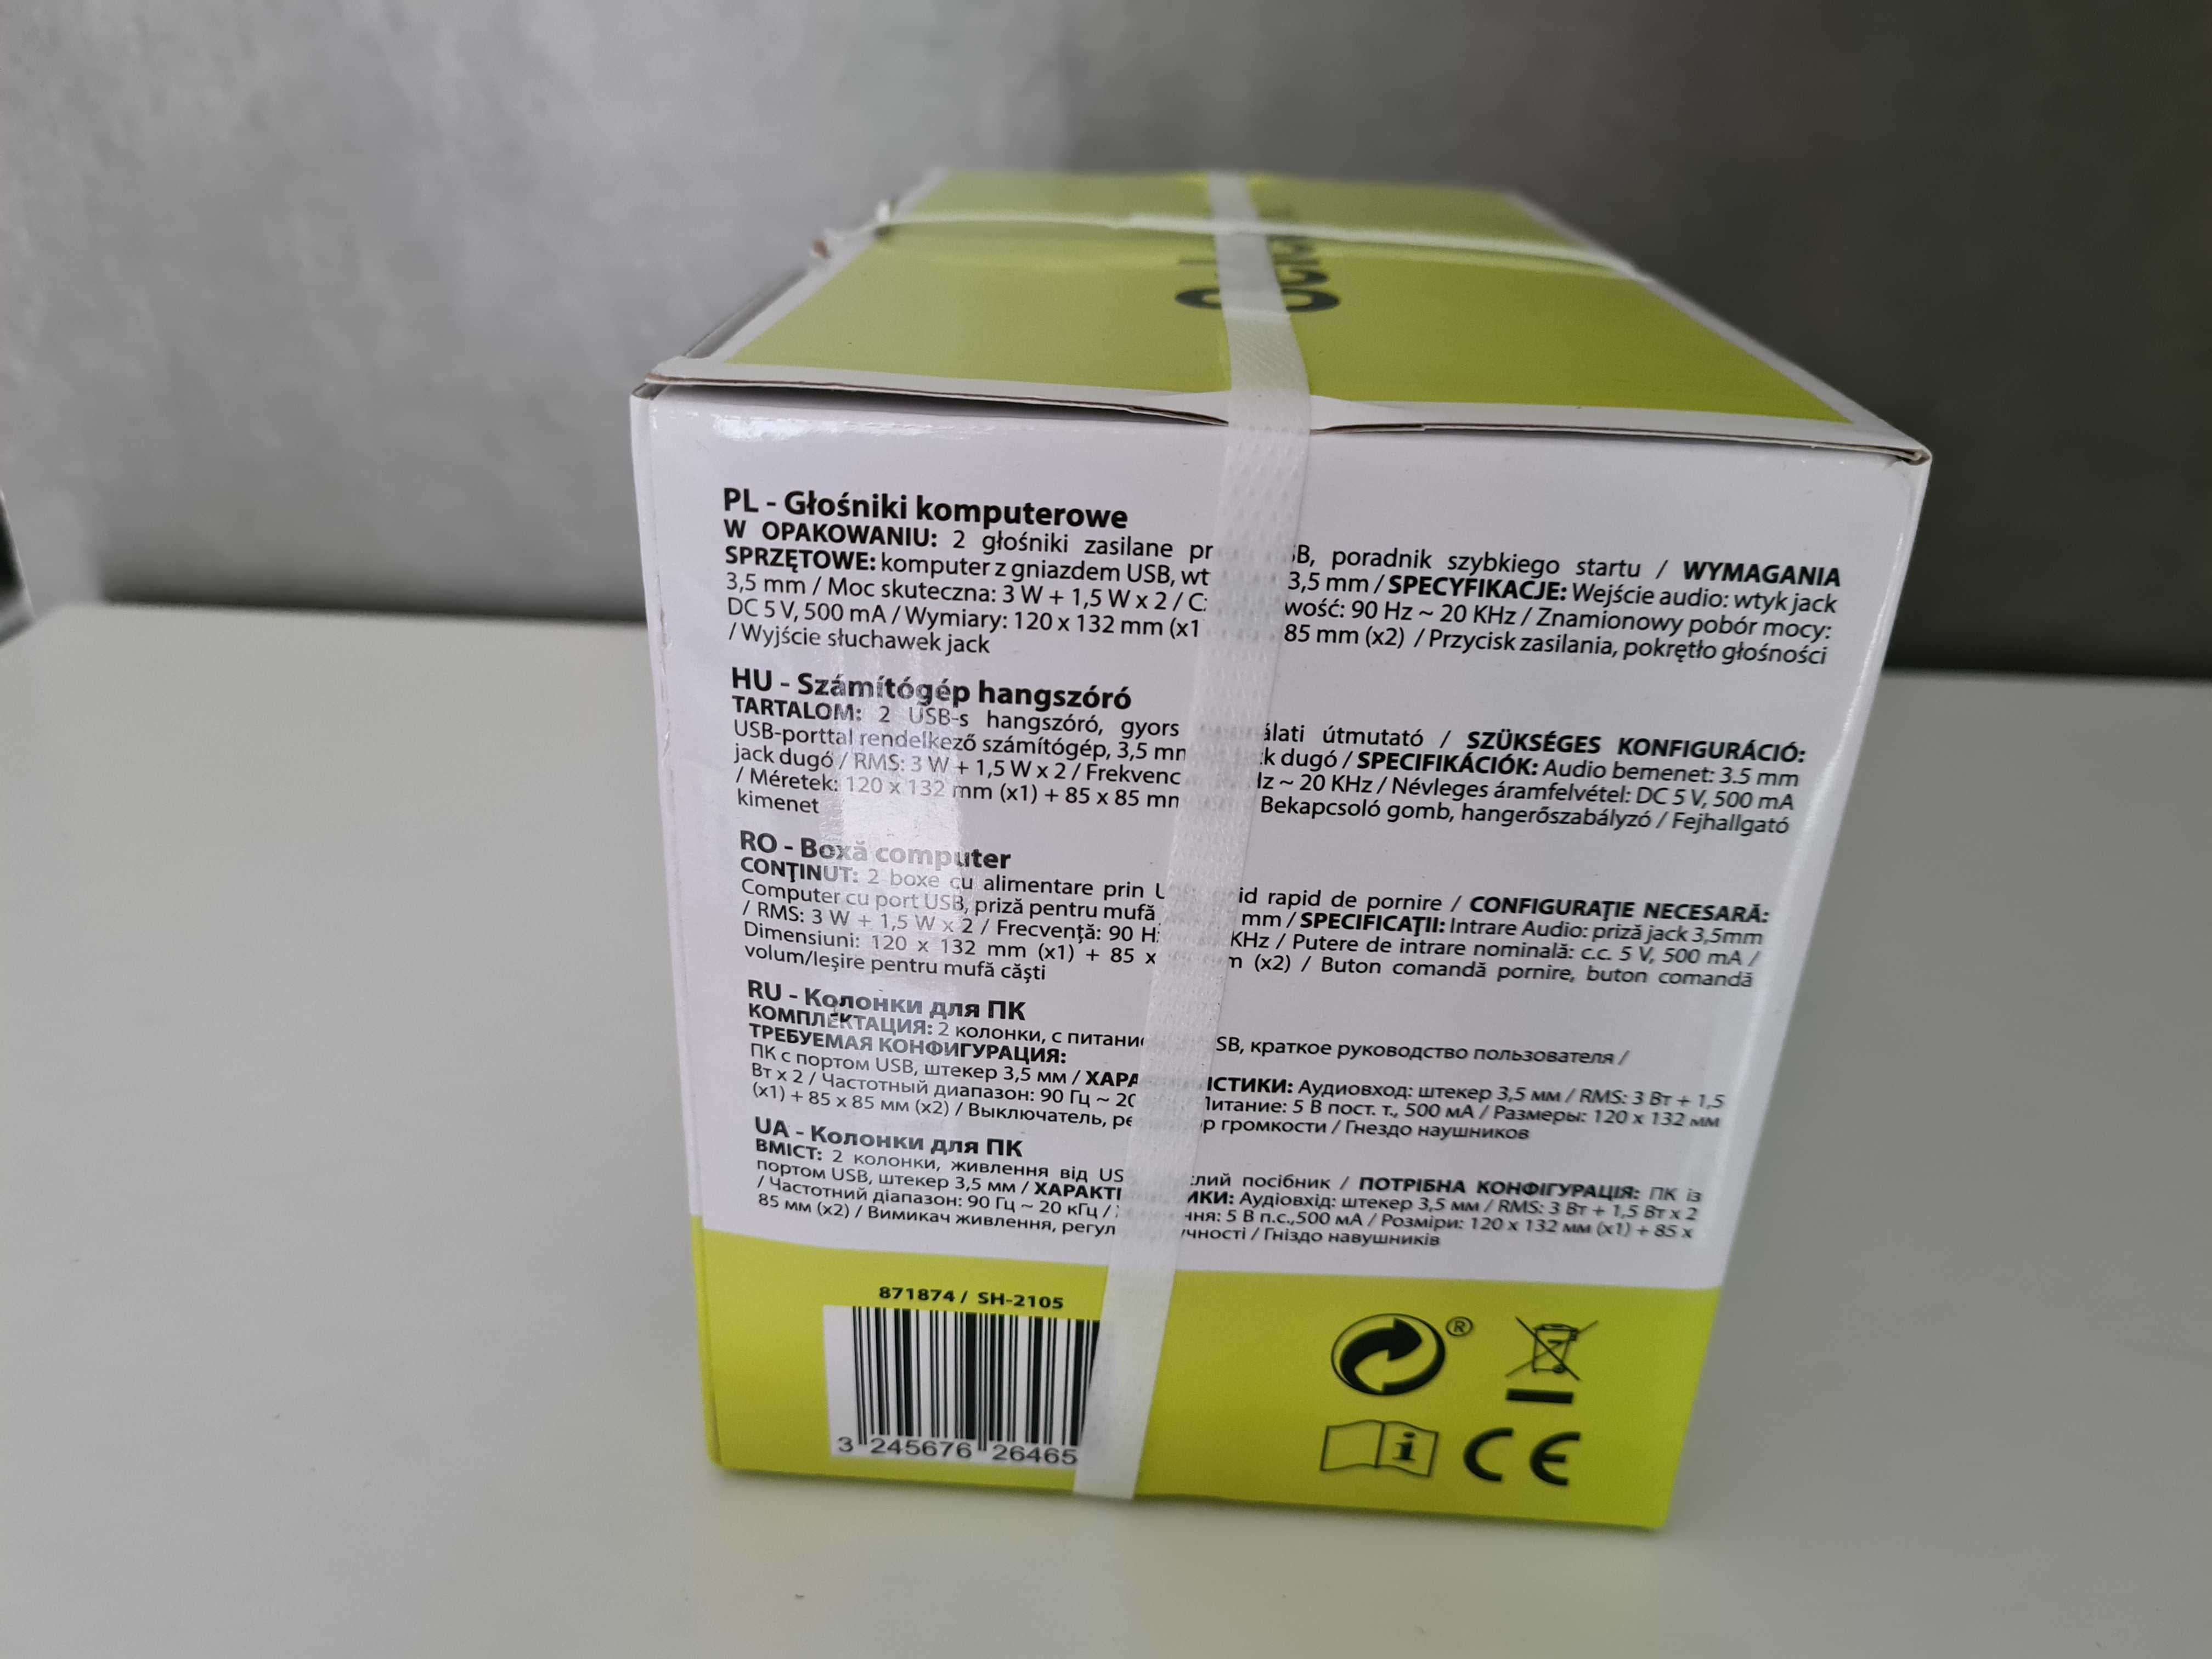 PL - Głośniki komputerowe
W OPAKOWANIU: 2 głośniki zasilane poradnik szybkiego startu / WYMAGANIA
SPRZĘTOWE: komputer z gniazdem USB, 3,5 mm / SPECYFIKACJE: Wejście audio: wtyk jack
3,5 mm / Moc skuteczna: 3 W + 1,5 W x 2 / 90 Hz ~ 20 KHz / Znamionowy pobór mocy:
DC 5 V, 500 mA / Wymiary: 120 x 132 mm 85 mm (x2) / Przycisk zasilania, pokrętło głośności
/ Wyjście słuchawek jack
HU - Számítógép hangszóró
TARTALOM: 2 USB-s hangszóró, gyors útmutató / SZÜKSÉGES KONFIGURÁCIÓ:
USB-porttal rendelkező számítógép, 3,5 dugó / SPECIFIKÁCIÓK: Audio bemenet: 3.5 mm
jack dugó / RMS: 3 W + 1,5 W x 2 / ~ 20 KHz / Névleges áramfelvétel: DC 5 V, 500 mA
/ Méretek: 120 x 132 mm (x1) + 85 x 85 Bekapcsoló gomb, hangerőszabályzó / Fejhallgató
kimenet
RO - Boxă computer
CONȚINUT: 2 boxe cu alimentare prin rapid de pornire / CONFIGURAȚIE NECESARĂ:
Computer cu port USB, priză pentru mufă mm / SPECIFICAȚII: Intrare Audio: priză jack 3,5mm
/ RMS: 3 W + 1,5 W x 2 / Frecvență: 90 KHz / Putere de intrare nominală: c.c. 5 V, 500 mA /
Dimensiuni: 120 x 132 mm (x1) + 85 x (x2) / Buton comandă pornire, buton comandă
volum/Ieșire pentru mufă căști
RU - Колонки для ПК
КОМПЛЕКТАЦИЯ: 2 колонки, с краткое руководство пользователя /
ТРЕБУЕМАЯ КОНФИГУРАЦИЯ:
ПК с портом USB, штекер 3,5 мм / Аудиовход: штекер 3,5 мм / RMS: 3 Вт + 1,5
Вт x 2 / Частотный диапазон: 90 Гц ~ 5 В пост. т., 500 мА / Размеры: 120 x 132 мм
(x1) + 85 x 85 мм (x2) / Выключатель, громкости / Гнездо наушников
UA - Колонки для ПК
ВМІСТ: 2 колонки, живлення від посібник / ПОТРІБНА КОНФІГУРАЦІЯ: ПК із
портом USB, штекер 3,5 мм / Аудіовхід: штекер 3,5 мм / RMS: 3 Вт + 1,5 Вт x 2
/ Частотний діапазон: 90 Гц ~ 20 кГц / 5 В п.с.,500 мА / Розміри: 120 x 132 мм (x1) + 85 x
85 мм (x2) / Вимикач живлення, / Гніздо навушників
871874 / SH-2105
3 245676 26465
®
i CE